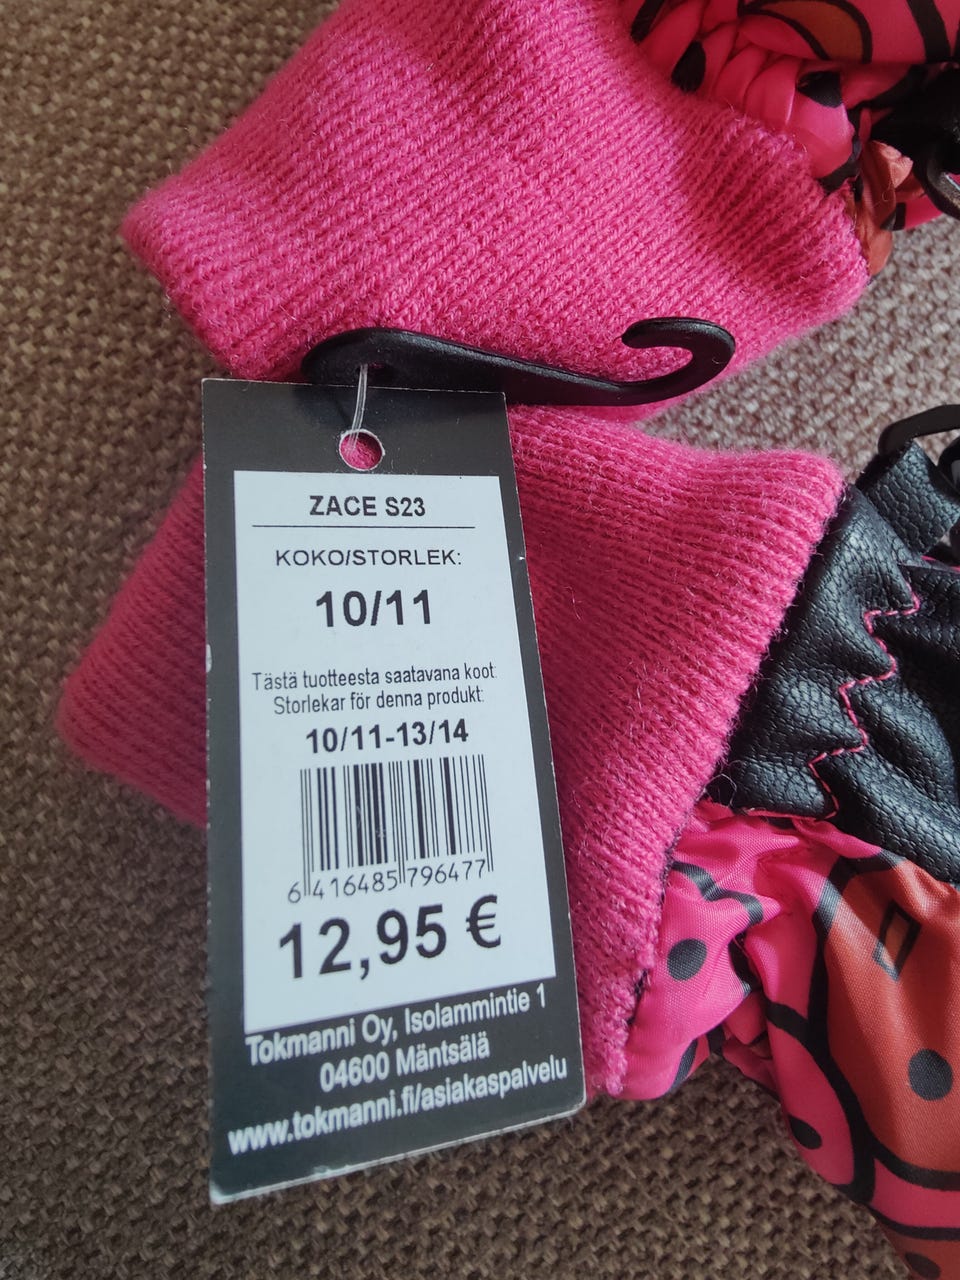 ZACE S23
KOKO/STORLEK:
10/11
Tästä tuotteesta saatavana koot:
Storlekar för denna produkt:
10/11-13/14
6 416485 796477
12,95 €
Tokmanni Oy, Isolammintie 1
04600 Mäntsälä
www.tokmanni.fi/asiakaspalvelu